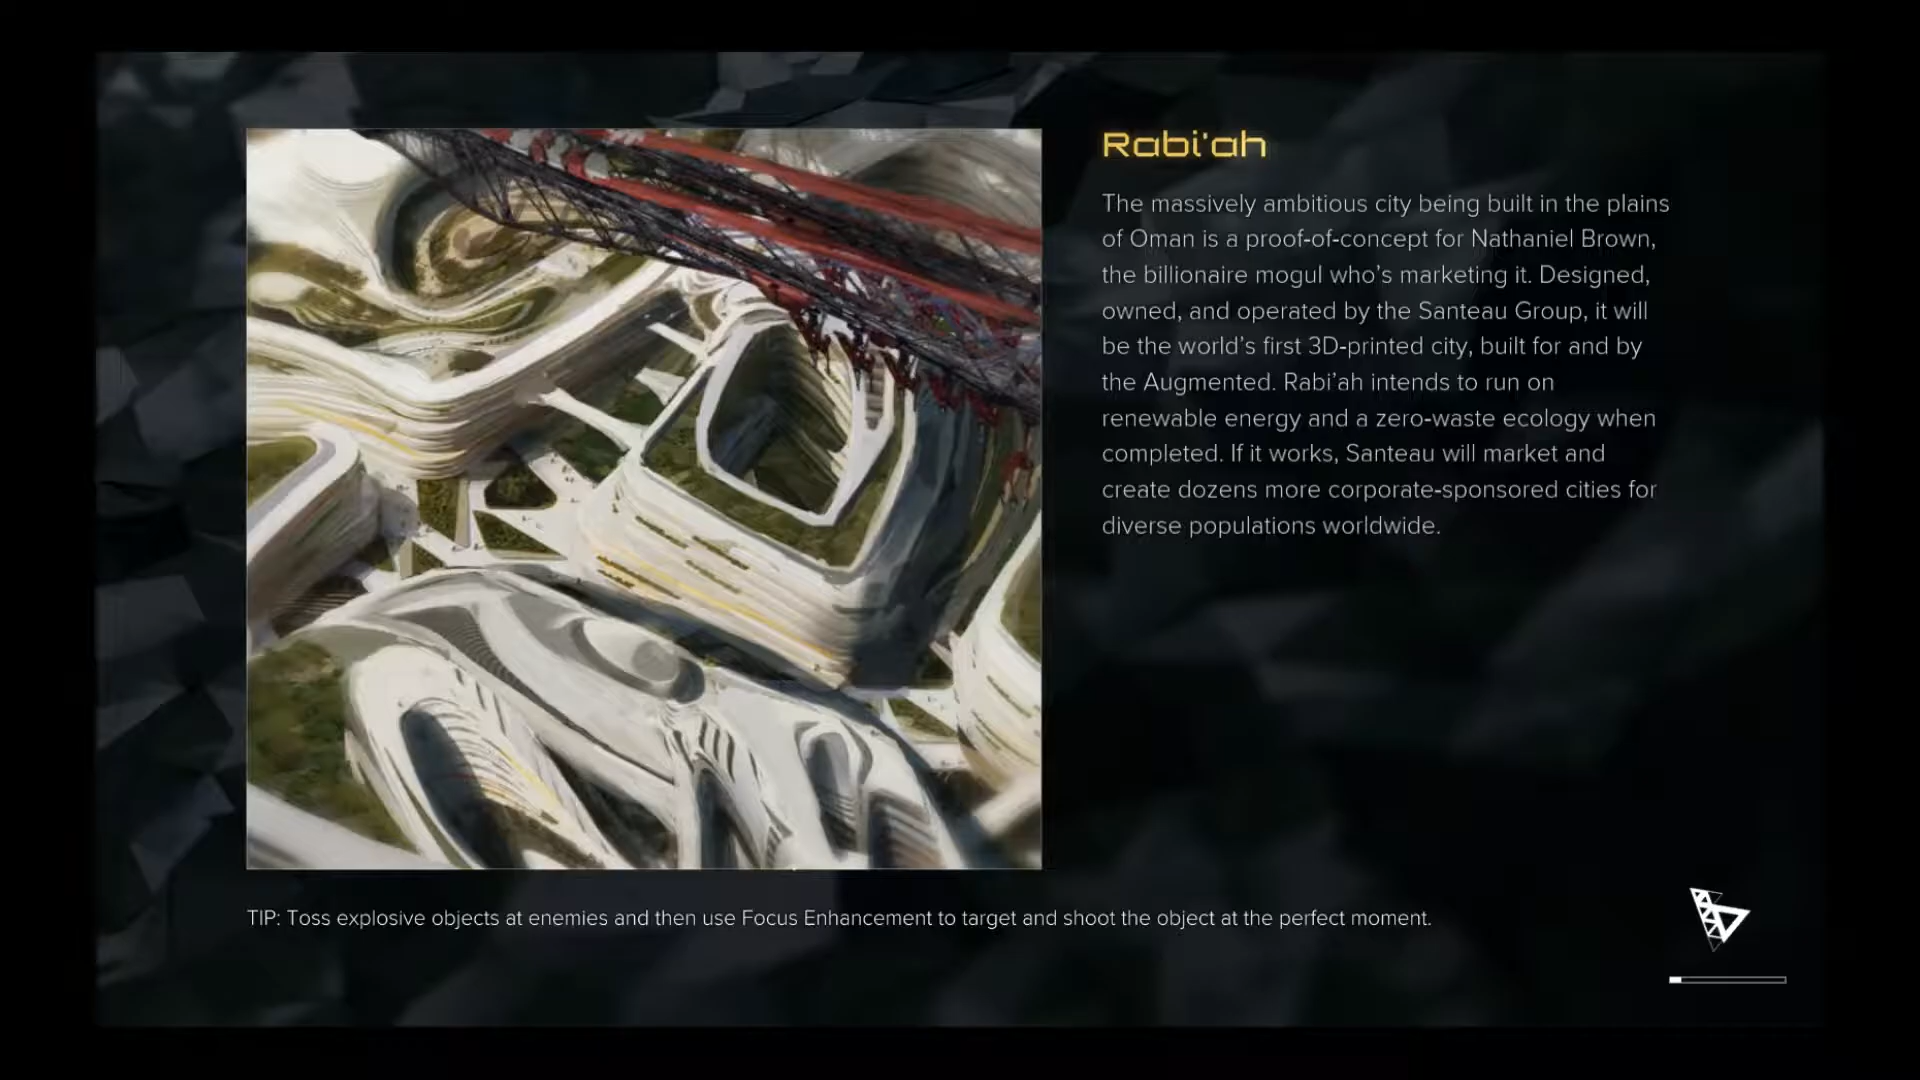 Rabi'ah
The massively ambitious city being built in the plains
of Oman is a proof-of-concept for Nathaniel Brown,
the billionaire mogul who's marketing it. Designed,
owned, and operated by the Santeau Group, it will
be the world's first 3D-printed city, built for and by
the Augmented. Rabi'ah intends to run on
renewable energy and a zero-waste ecology when
completed. If it works, Santeau will market and
create dozens more corporate-sponsored cities for
diverse populations worldwide.
TIP: Toss explosive objects at enemies and then use Focus Enhancement to target and shoot the object at the perfect moment.